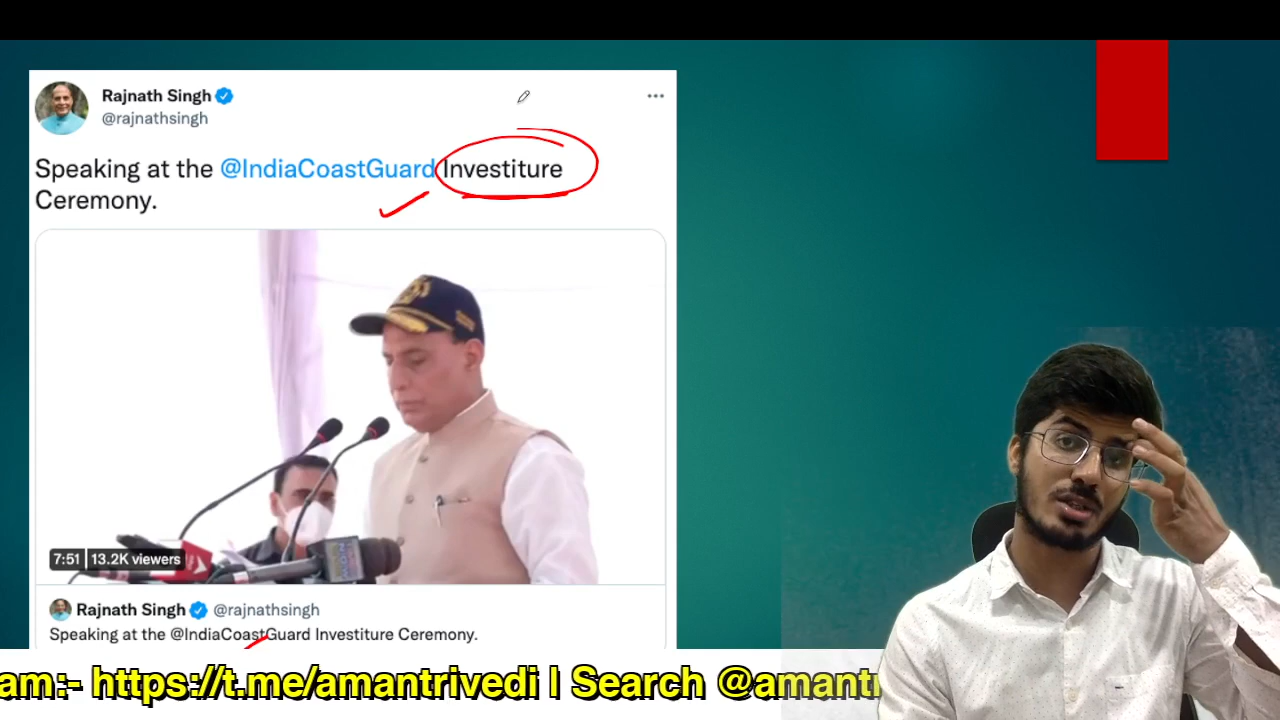 Rajnath Singh
@rajnathsingh
Speaking at the @IndiaCoastGuard Investiture
Ceremony.
7:51 13.2K viewers
Rajnath Singh @rajnathsingh
Speaking at the @IndiaCoastGuard Investiture Ceremony.
am:- https://t.me/amantrivedi | Search @amantr